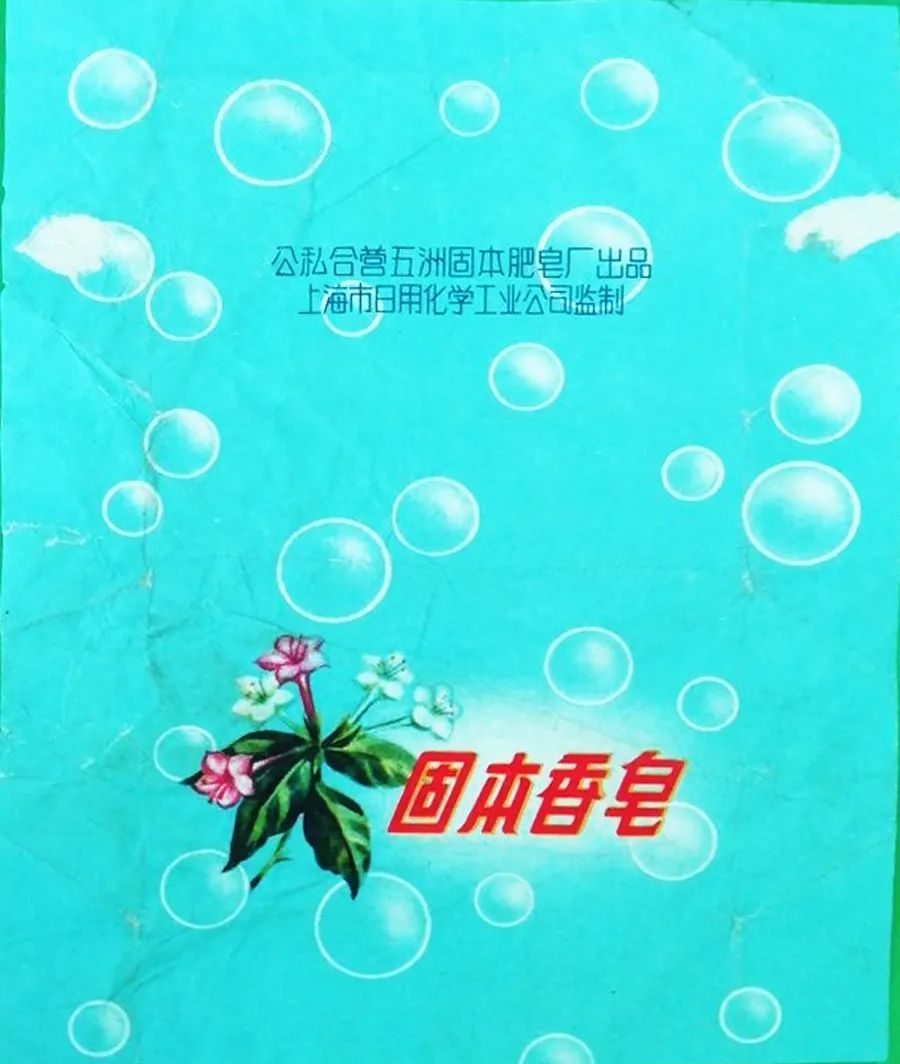 公私合营五洲固本肥皂厂出品
上海市日用化学工业公司监制
固本香皂